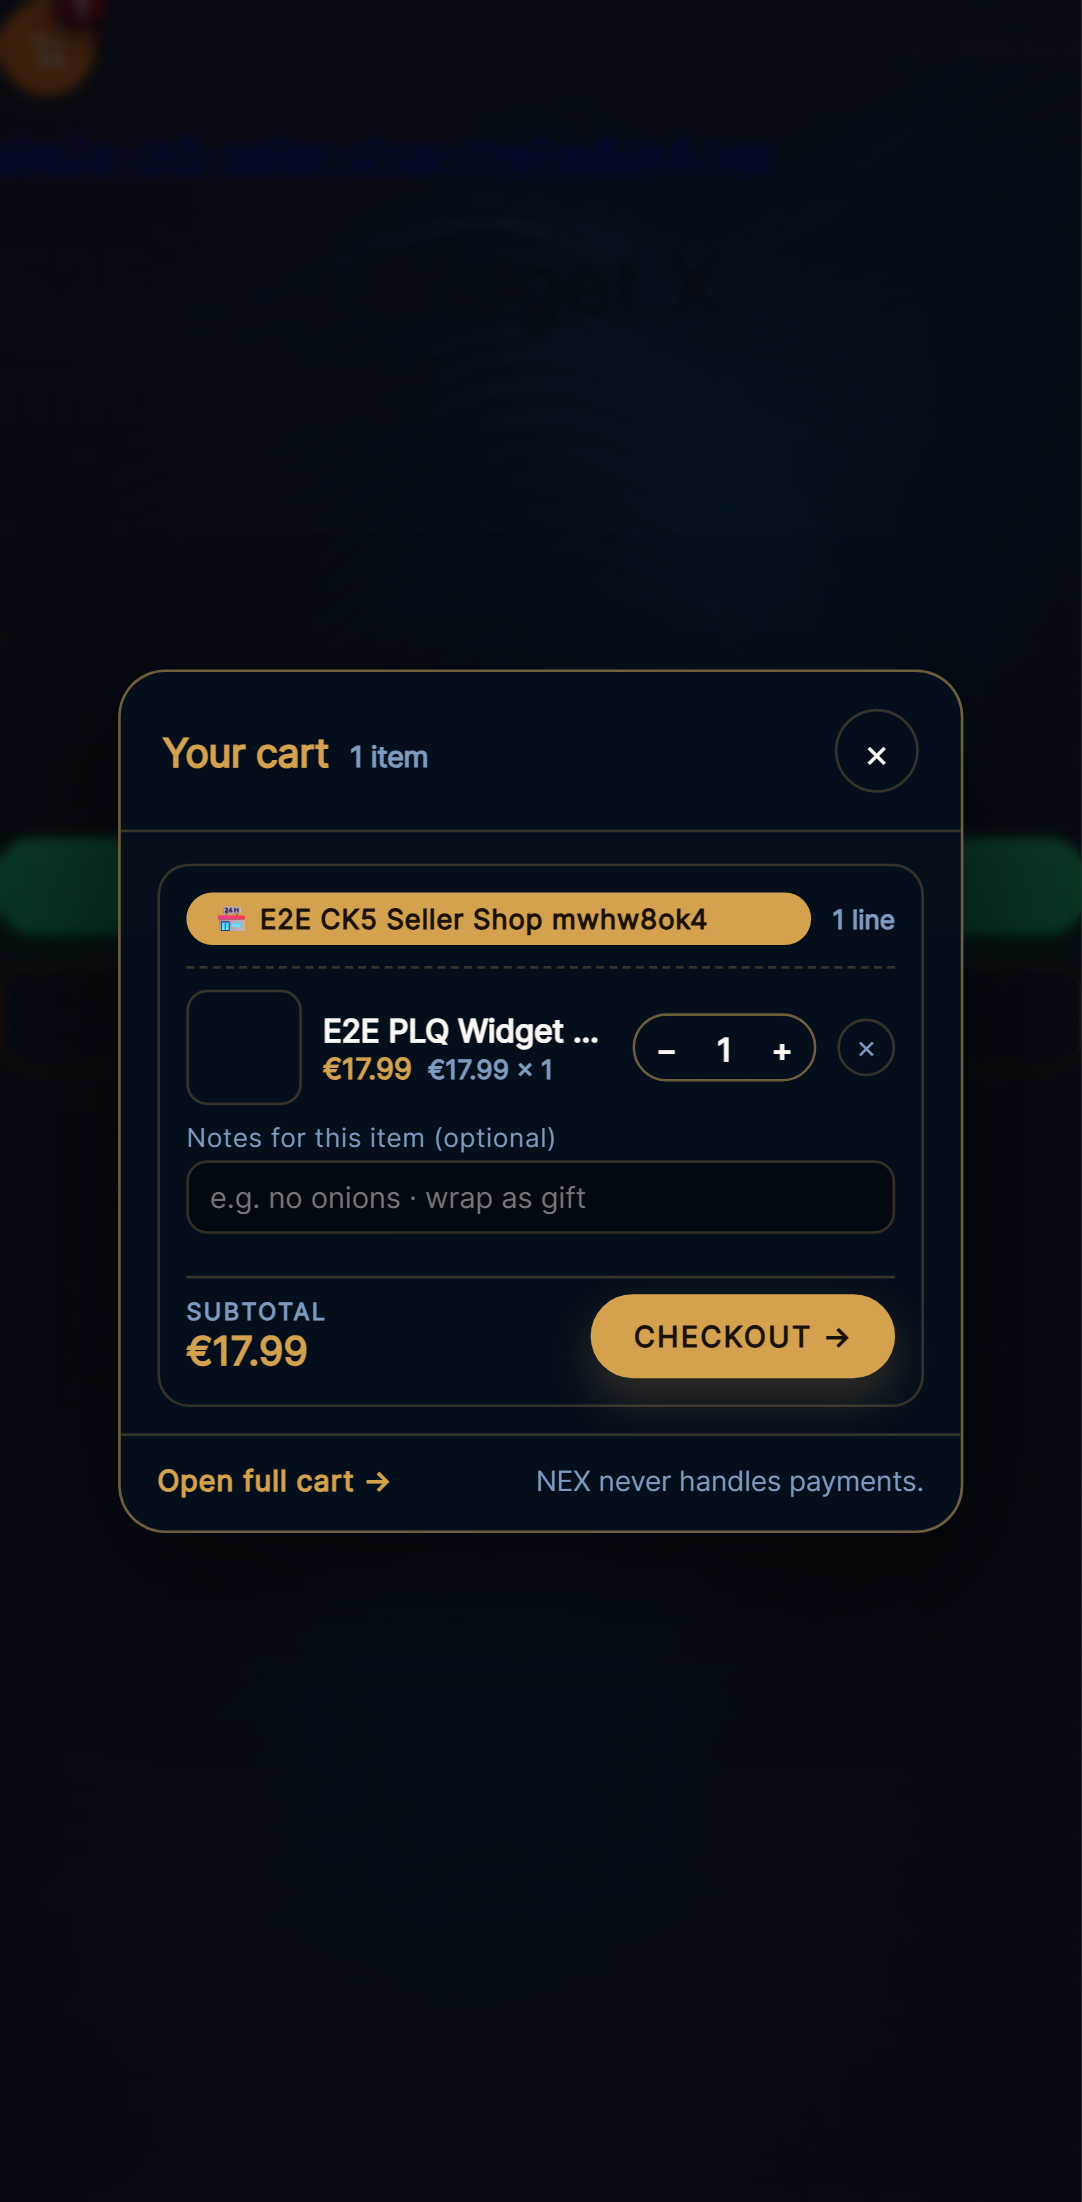 Widget X
Your cart 1 item ×
24H E2E CK5 Seller Shop mwhw8ok4 1 line
E2E PLQ Widget ...
€17.99 €17.99 × 1
− 1 + ×
Notes for this item (optional)
e.g. no onions · wrap as gift
SUBTOTAL
€17.99
CHECKOUT →
Open full cart → NEX never handles payments.